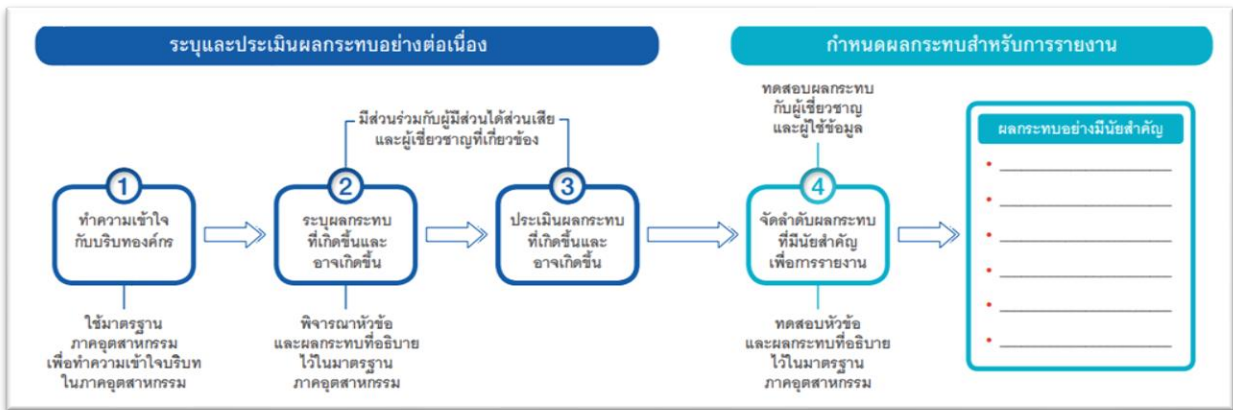 ระบุและประเมินผลกระทบอย่างต่อเนื่อง
กำหนดผลกระทบสำหรับการรายงาน
มีส่วนร่วมกับผู้มีส่วนได้ส่วนเสีย
และผู้เชี่ยวชาญที่เกี่ยวข้อง
ทดสอบผลกระทบ
กับผู้เชี่ยวชาญ
และผู้ใช้ข้อมูล
1
ทำความเข้าใจ
กับบริบทองค์กร
ใช้มาตรฐาน
ภาคอุตสาหกรรม
เพื่อทำความเข้าใจบริบท
ในภาคอุตสาหกรรม
2
ระบุผลกระทบ
ที่เกิดขึ้นและ
อาจเกิดขึ้น
พิจารณาหัวข้อ
และผลกระทบที่อธิบาย
ไว้ในมาตรฐาน
ภาคอุตสาหกรรม
3
ประเมินผลกระทบ
ที่เกิดขึ้นและ
อาจเกิดขึ้น
4
จัดลำดับผลกระทบ
ที่มีนัยสำคัญ
เพื่อการรายงาน
ทดสอบหัวข้อ
และผลกระทบที่อธิบาย
ไว้ในมาตรฐาน
ภาคอุตสาหกรรม
ผลกระทบอย่างมีนัยสำคัญ